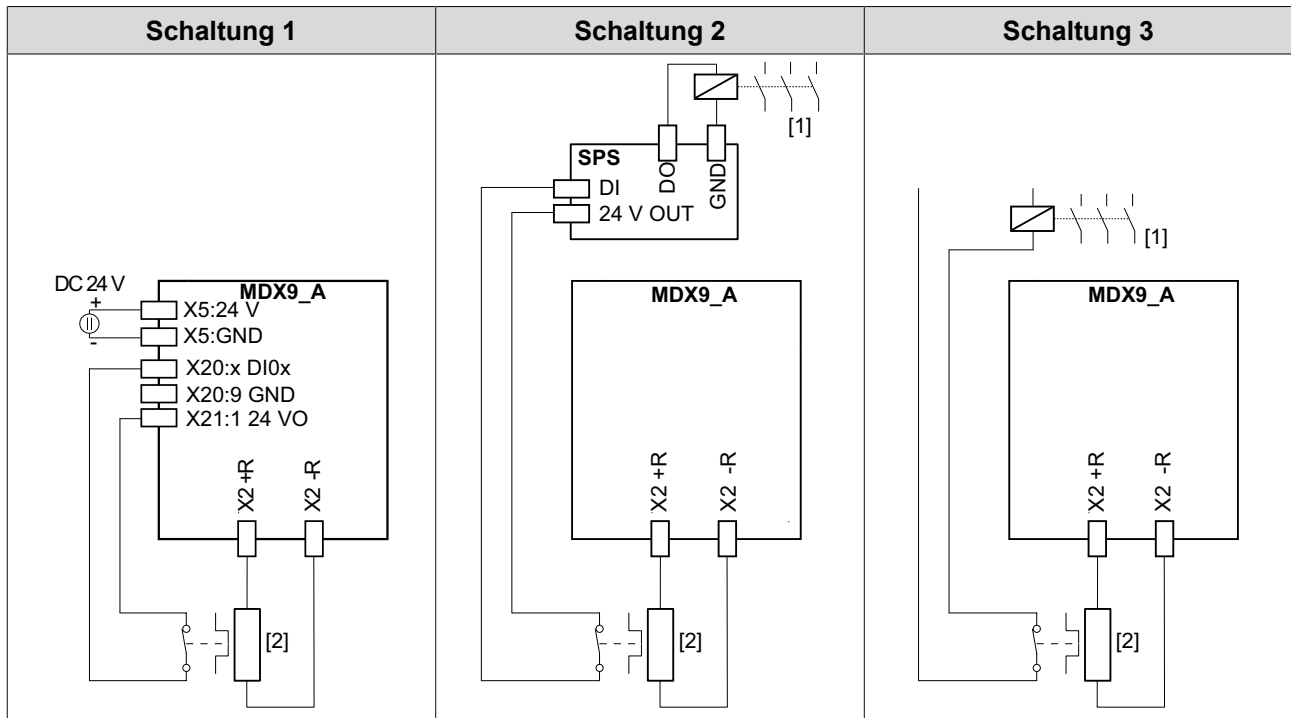 Schaltung 1
Schaltung 2
Schaltung 3
DC 24 V
+
-
MDX9_A
X5:24 V
X5:GND
X20:x DI0x
X20:9 GND
X21:1 24 VO
X2 +R
X2 -R
[2]
[1]
SPS
DO
GND
DI
24 V OUT
MDX9_A
X2 +R
X2 -R
[2]
[1]
MDX9_A
X2 +R
X2 -R
[2]